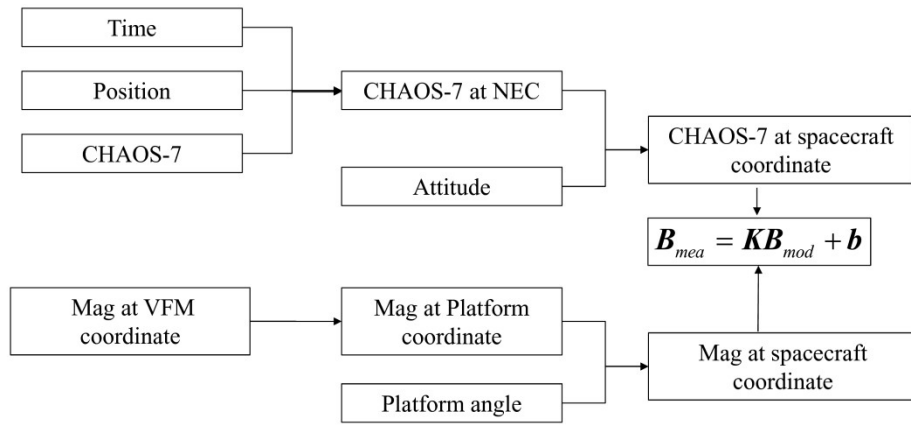 Time
Position
CHAOS-7
CHAOS-7 at NEC
Attitude
CHAOS-7 at spacecraft
coordinate
B_mea = KB_mod + b
Mag at VFM
coordinate
Mag at Platform
coordinate
Platform angle
Mag at spacecraft
coordinate